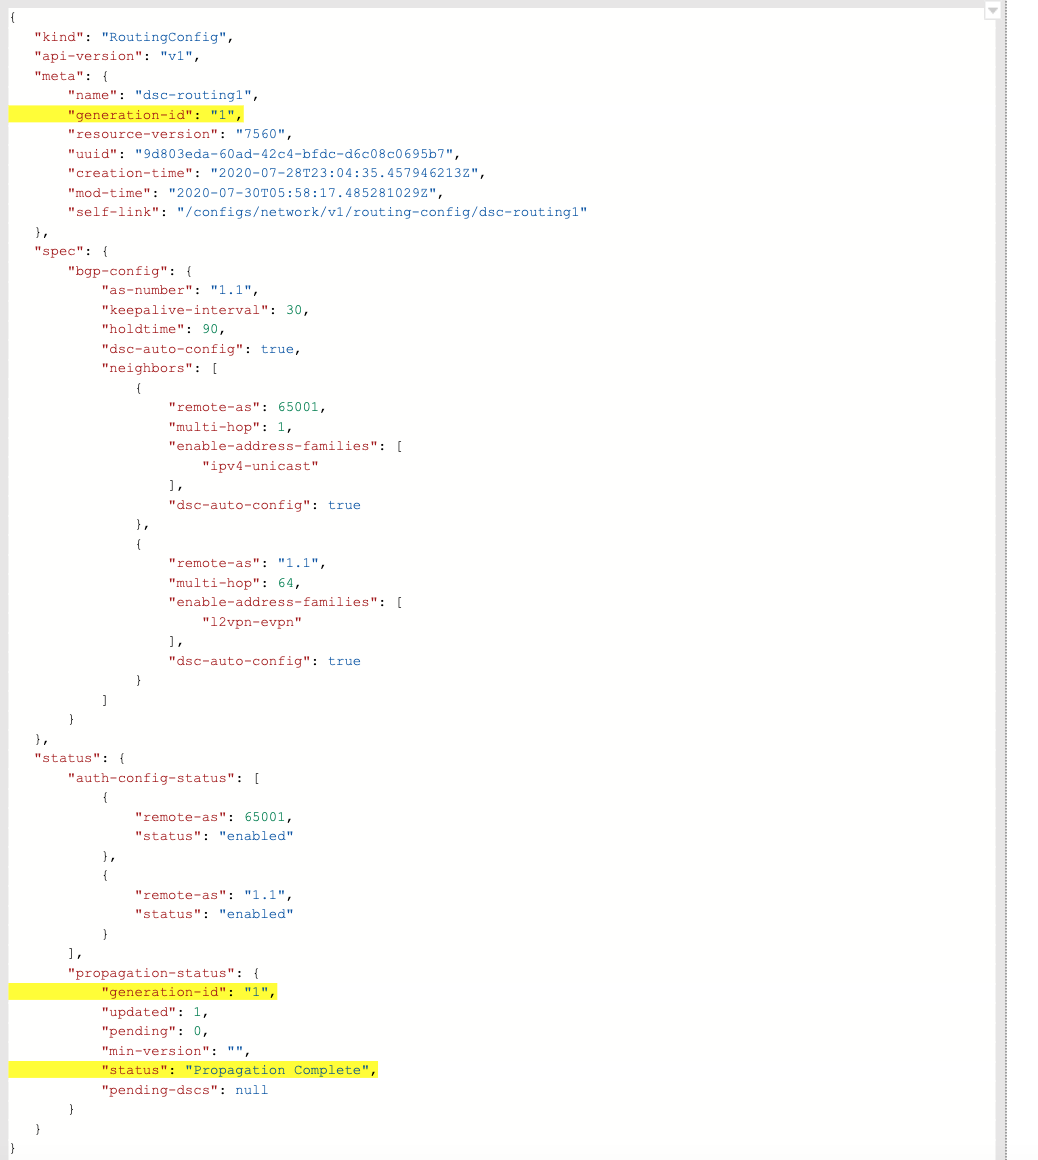 {
"kind": "RoutingConfig",
"api-version": "v1",
"meta": {
"name": "dsc-routing1",
"generation-id": "1",
"resource-version": "7560",
"uuid": "9d803eda-60ad-42c4-bfdc-d6c08c0695b7",
"creation-time": "2020-07-28T23:04:35.457946213Z",
"mod-time": "2020-07-30T05:58:17.485281029Z",
"self-link": "/configs/network/v1/routing-config/dsc-routing1"
},
"spec": {
"bgp-config": {
"as-number": "1.1",
"keepalive-interval": 30,
"holdtime": 90,
"dsc-auto-config": true,
"neighbors": [
{
"remote-as": 65001,
"multi-hop": 1,
"enable-address-families": [
"ipv4-unicast"
],
"dsc-auto-config": true
},
{
"remote-as": "1.1",
"multi-hop": 64,
"enable-address-families": [
"l2vpn-evpn"
],
"dsc-auto-config": true
}
]
}
},
"status": {
"auth-config-status": [
{
"remote-as": 65001,
"status": "enabled"
},
{
"remote-as": "1.1",
"status": "enabled"
}
],
"propagation-status": {
"generation-id": "1",
"updated": 1,
"pending": 0,
"min-version": "",
"status": "Propagation Complete",
"pending-dscs": null
}
}
}